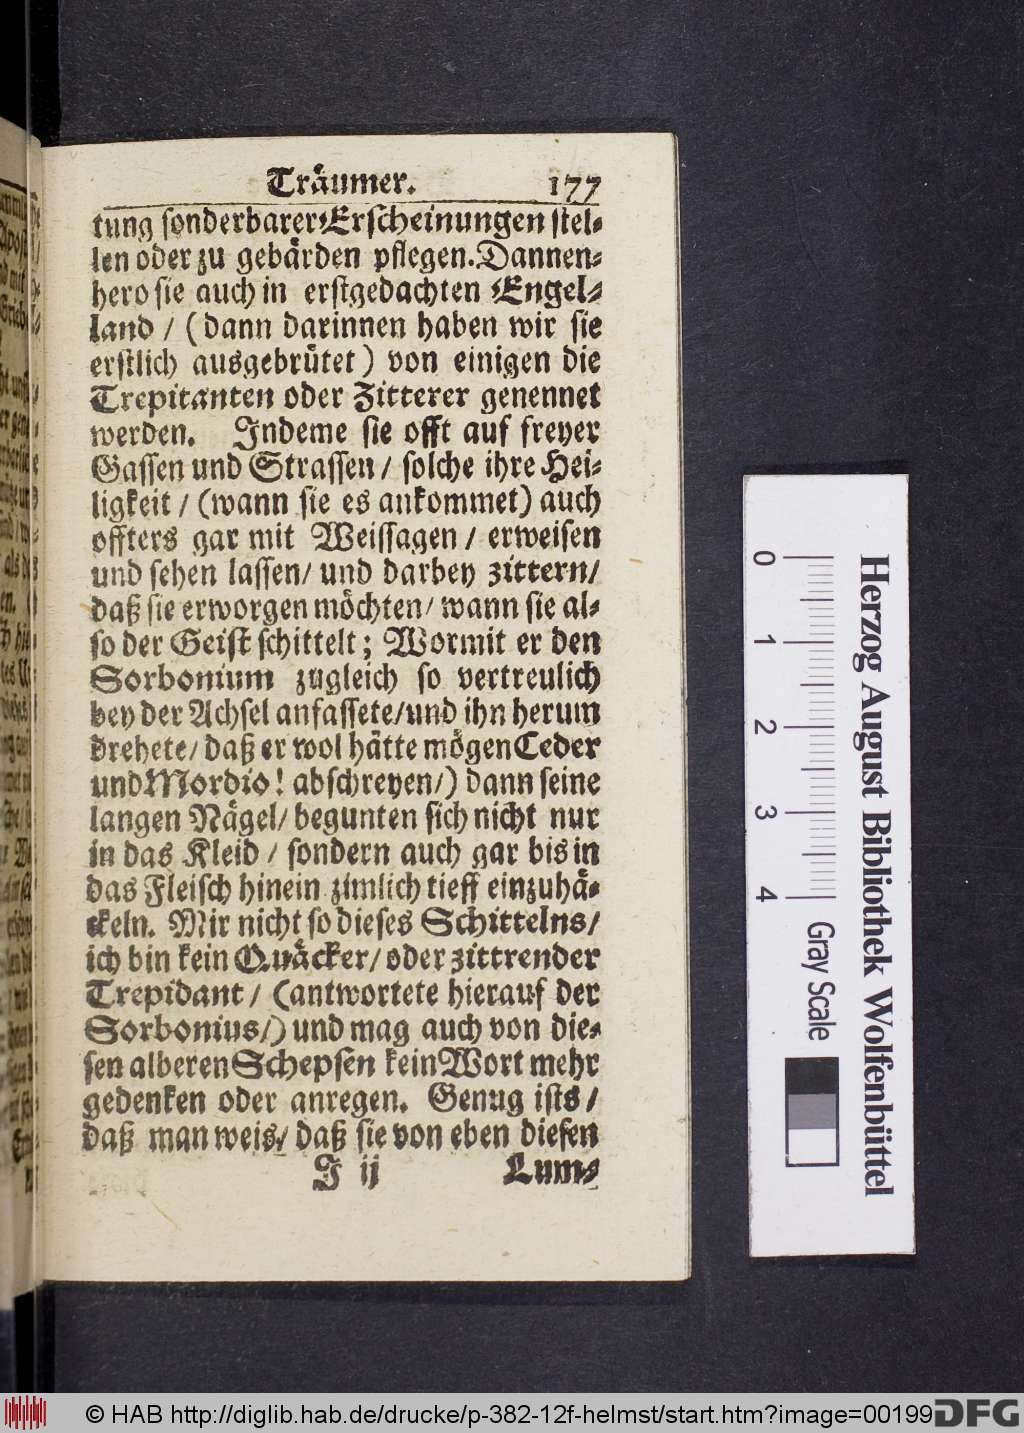 Träumer. 177
tung sonderbarer Erscheinungen stel-
len oder zu gebärden pflegen. Dannen-
hero sie auch in erstgedachten Engel-
land / (dann darinnen haben wir sie
erstlich ausgebrütet) von einigen die
Trepitanten oder Zitterer genennet
werden. Indeme sie offt auf freyer
Gassen und Strassen / solche ihre Hei-
ligkeit / (wann sie es ankommet) auch
offters gar mit Weissagen / erweisen
und sehen lassen / und darbey zittern /
daß sie erworgen möchten / wann sie al-
so der Geist schittelt; Wormit er den
Sorbonium zugleich so vertreulich
bey der Achsel anfassete / und ihn herum
drehete / daß er wol hätte mögen Ceder
und Mordio! abschreyen /) dann seine
langen Nägel / begunten sich nicht nur
in das Kleid / sondern auch gar bis in
das Fleisch hinein zimlich tieff einzuhä-
ckeln. Mir nicht so dieses Schittelns /
ich bin kein Quäcker / oder zittrender
Trepidant / (antwortete hierauf der
Sorbonius /) und mag auch von die-
sen alberen Schepsen kein Wort mehr
gedenken oder anregen. Genug ists /
daß man weis / daß sie von eben diesen
J ij Lum-
Herzog August Bibliothek Wolfenbüttel
0 1 2 3 4 Gray Scale
© HAB http://diglib.hab.de/drucke/p-382-12f-helmst/start.htm?image=00199 DFG